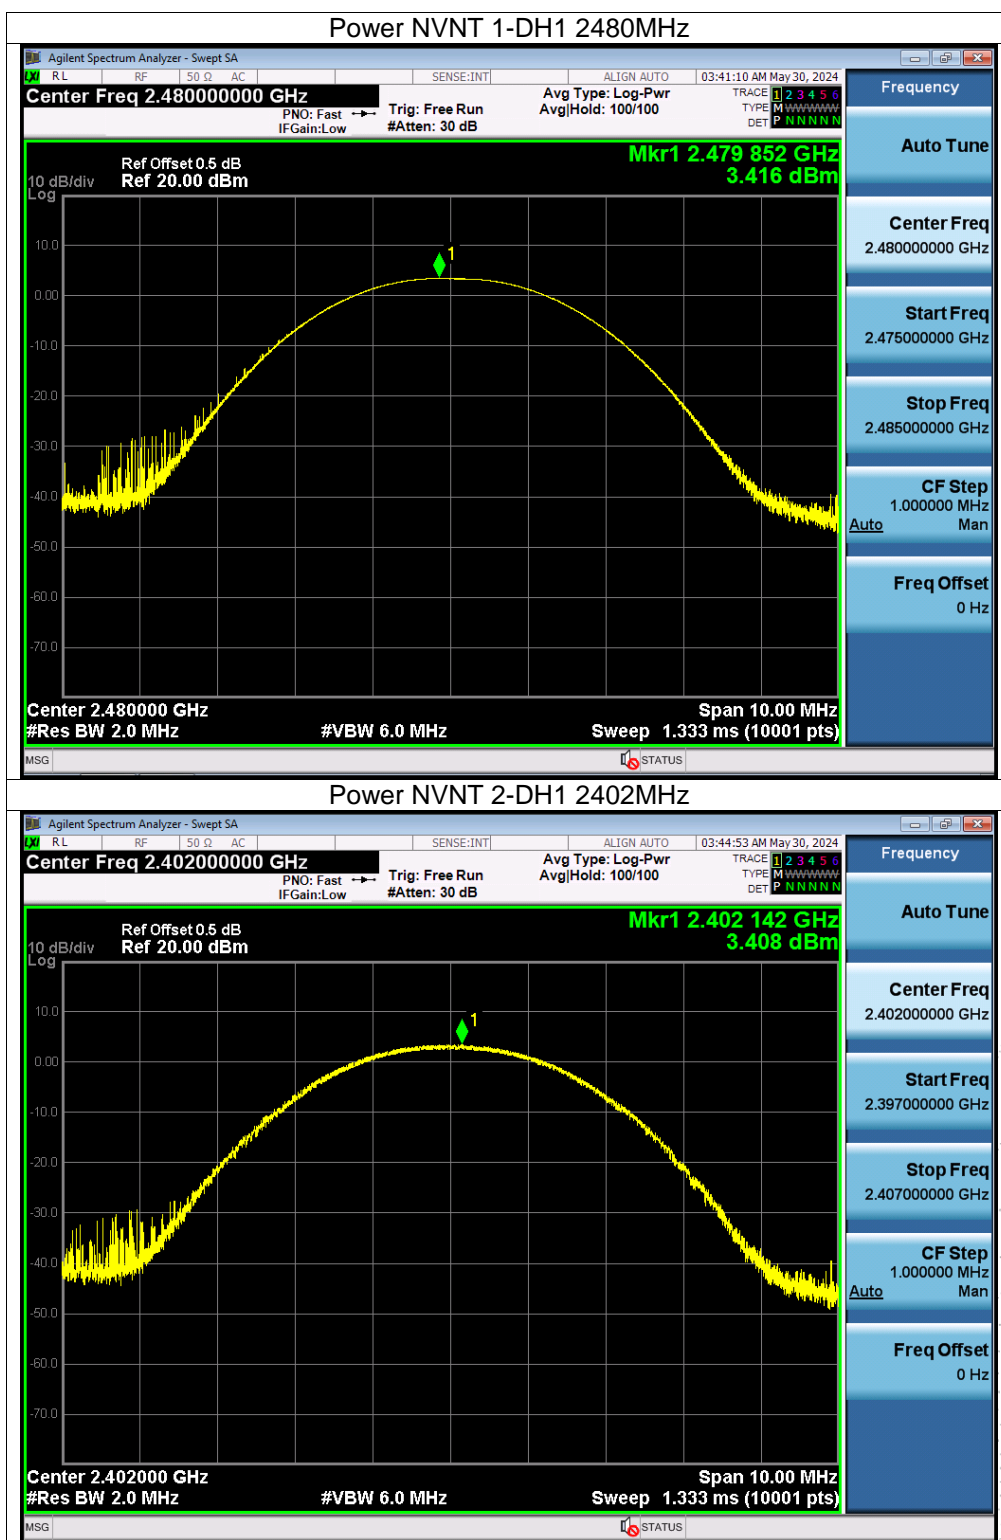 Power NVNT 1-DH1 2480MHz
Agilent Spectrum Analyzer - Swept SA
LXI RL RF 50 Ω AC SENSE:INT ALIGN AUTO 03:41:10 AM May 30, 2024
Center Freq 2.480000000 GHz
PNO: Fast
IFGain:Low
Trig: Free Run
#Atten: 30 dB
Avg Type: Log-Pwr
Avg|Hold: 100/100
TRACE 1 2 3 4 5 6
TYPE M WWWWW
DET P N N N N N
Ref Offset 0.5 dB
10 dB/div Ref 20.00 dBm
Log
Mkr1 2.479 852 GHz
3.416 dBm
1
10.0
0.00
-10.0
-20.0
-30.0
-40.0
-50.0
-60.0
-70.0
Center 2.480000 GHz Span 10.00 MHz
#Res BW 2.0 MHz #VBW 6.0 MHz Sweep 1.333 ms (10001 pts)
MSG STATUS
Frequency
Auto Tune
Center Freq
2.480000000 GHz
Start Freq
2.475000000 GHz
Stop Freq
2.485000000 GHz
CF Step
1.000000 MHz
Auto Man
Freq Offset
0 Hz
Power NVNT 2-DH1 2402MHz
Agilent Spectrum Analyzer - Swept SA
LXI RL RF 50 Ω AC SENSE:INT ALIGN AUTO 03:44:53 AM May 30, 2024
Center Freq 2.402000000 GHz
PNO: Fast
IFGain:Low
Trig: Free Run
#Atten: 30 dB
Avg Type: Log-Pwr
Avg|Hold: 100/100
TRACE 1 2 3 4 5 6
TYPE M WWWWW
DET P N N N N N
Ref Offset 0.5 dB
10 dB/div Ref 20.00 dBm
Log
Mkr1 2.402 142 GHz
3.408 dBm
1
10.0
0.00
-10.0
-20.0
-30.0
-40.0
-50.0
-60.0
-70.0
Center 2.402000 GHz Span 10.00 MHz
#Res BW 2.0 MHz #VBW 6.0 MHz Sweep 1.333 ms (10001 pts)
MSG STATUS
Frequency
Auto Tune
Center Freq
2.402000000 GHz
Start Freq
2.397000000 GHz
Stop Freq
2.407000000 GHz
CF Step
1.000000 MHz
Auto Man
Freq Offset
0 Hz